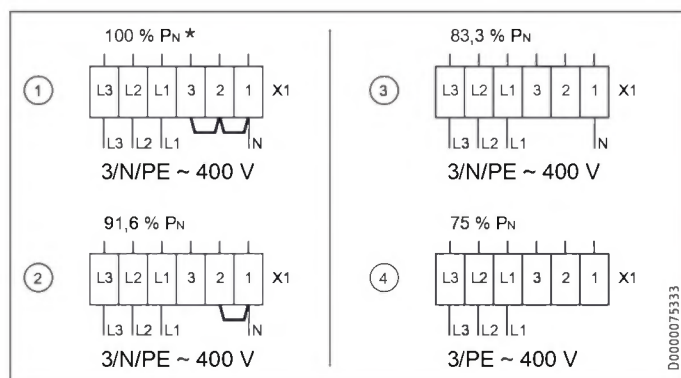 100 % PN *
1
L3 L2 L1 3 2 1 X1
L3 L2 L1 N
3/N/PE ~ 400 V
91,6 % PN
2
L3 L2 L1 3 2 1 X1
L3 L2 L1 N
3/N/PE ~ 400 V
83,3 % PN
3
L3 L2 L1 3 2 1 X1
L3 L2 L1 N
3/N/PE ~ 400 V
75 % PN
4
L3 L2 L1 3 2 1 X1
L3 L2 L1
3/PE ~ 400 V
D0000075333